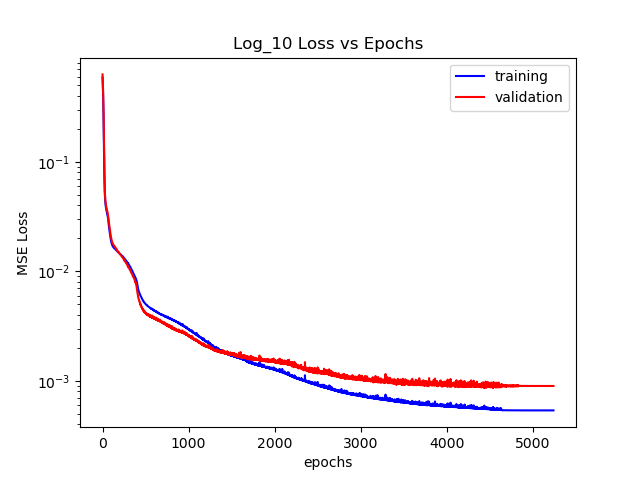 Log_10 Loss vs Epochs
training
validation
MSE Loss
10⁻¹
10⁻²
10⁻³
0 1000 2000 3000 4000 5000
epochs